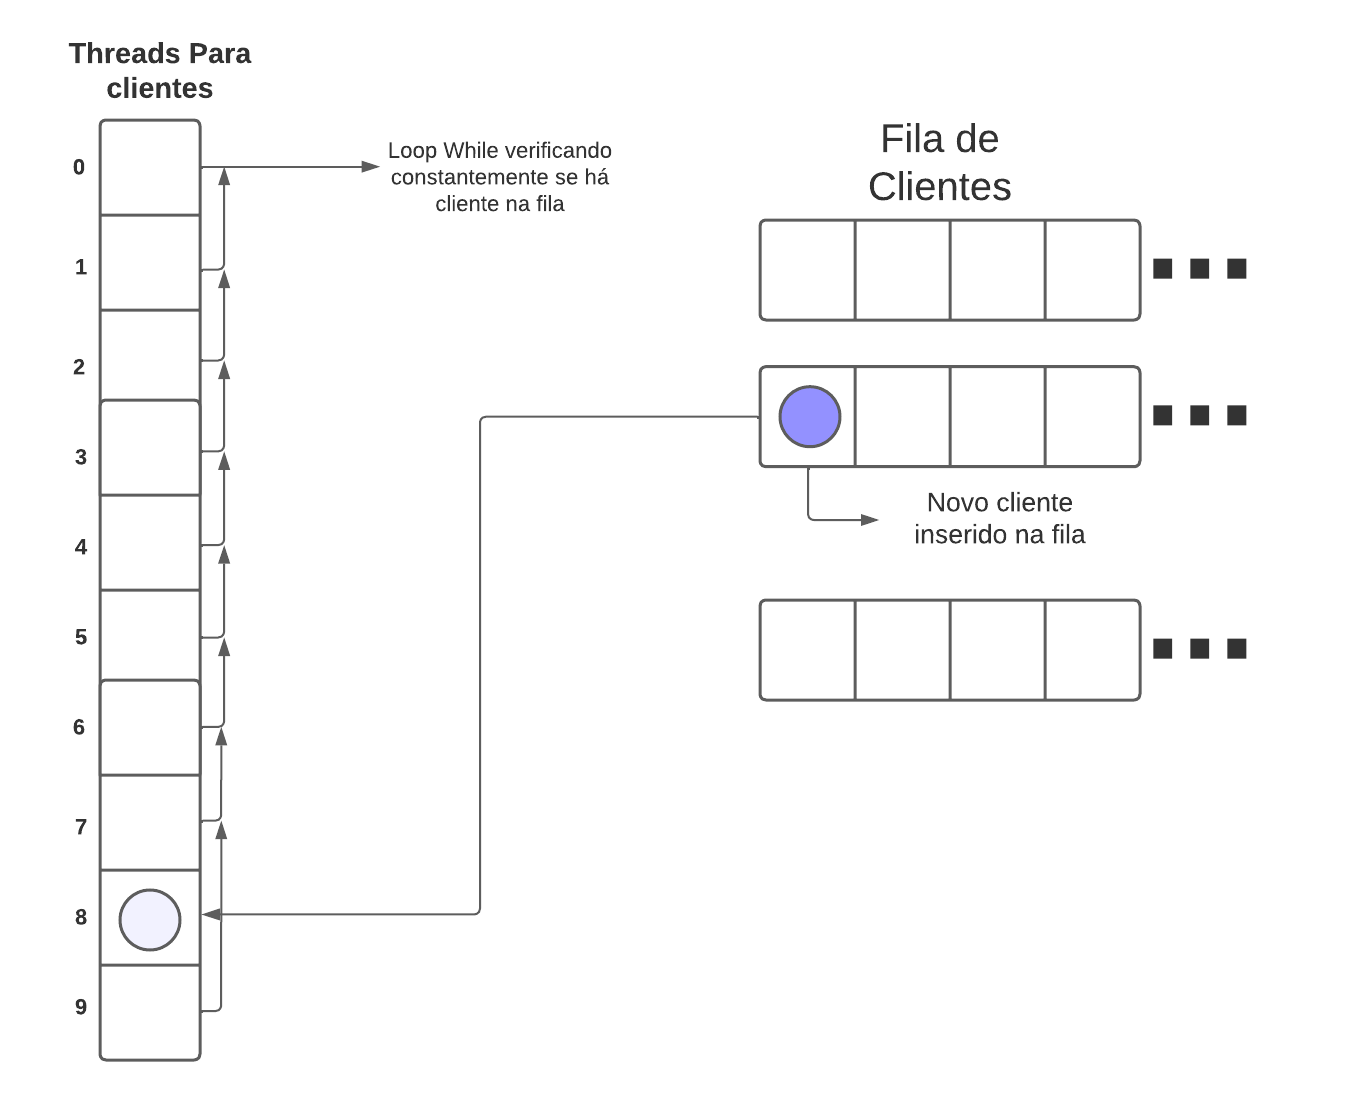 Threads Para
clientes
0
1
2
3
4
5
6
7
8
9
Loop While verificando
constantemente se há
cliente na fila
Fila de
Clientes
Novo cliente
inserido na fila